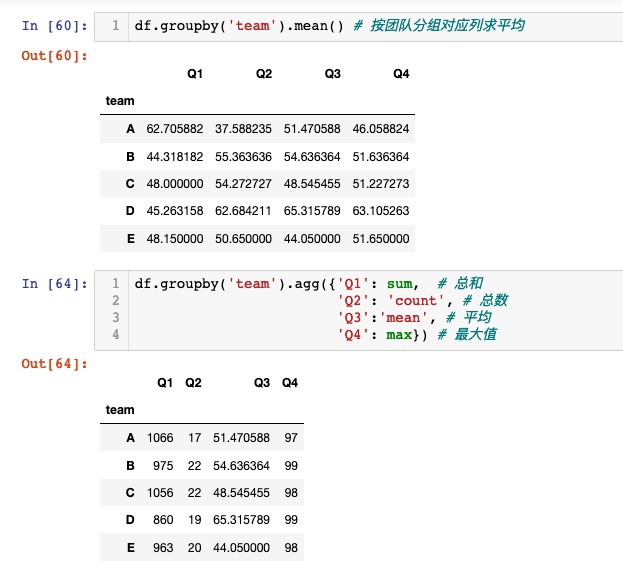 In [60]: 1 df.groupby('team').mean() # 按团队分组对应列求平均
Out[60]:
Q1 Q2 Q3 Q4
team
A 62.705882 37.588235 51.470588 46.058824
B 44.318182 55.363636 54.636364 51.636364
C 48.000000 54.272727 48.545455 51.227273
D 45.263158 62.684211 65.315789 63.105263
E 48.150000 50.650000 44.050000 51.650000
In [64]: 1 df.groupby('team').agg({'Q1': sum, # 总和
2 'Q2': 'count', # 总数
3 'Q3':'mean', # 平均
4 'Q4': max}) # 最大值
Out[64]:
Q1 Q2 Q3 Q4
team
A 1066 17 51.470588 97
B 975 22 54.636364 99
C 1056 22 48.545455 98
D 860 19 65.315789 99
E 963 20 44.050000 98